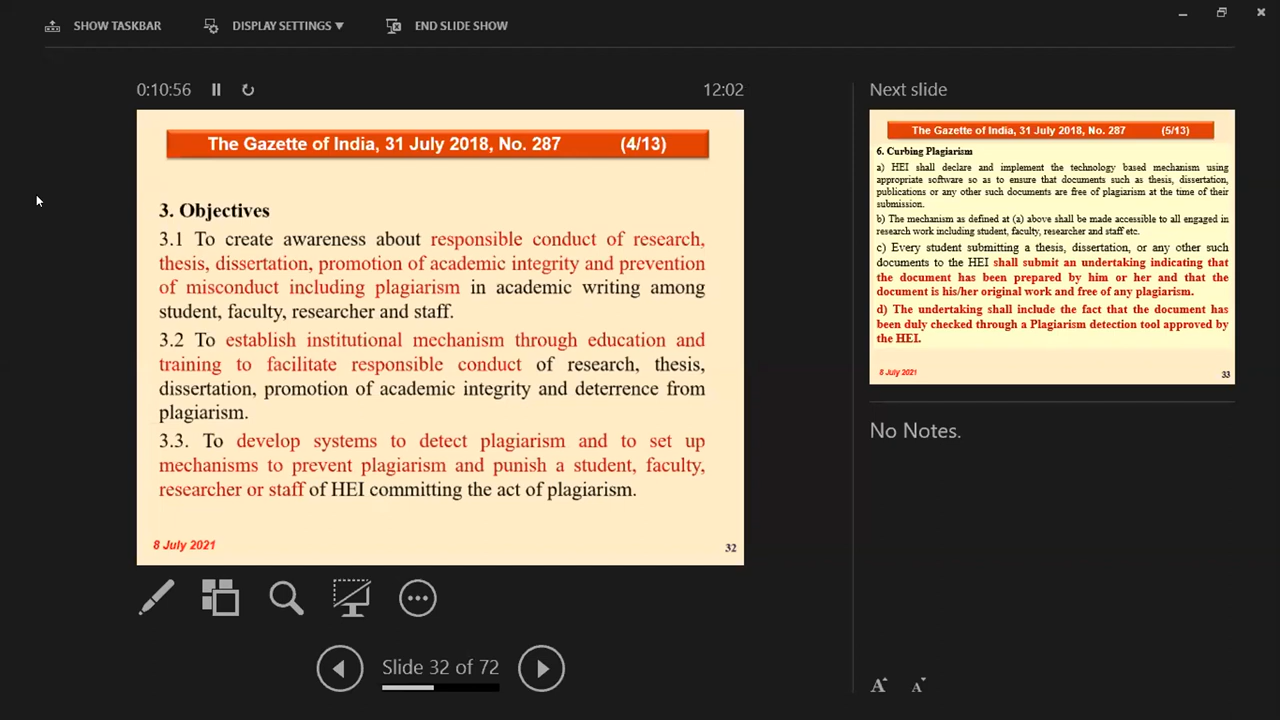 SHOW TASKBAR
DISPLAY SETTINGS ▼
END SLIDE SHOW
0:10:56
12:02
The Gazette of India, 31 July 2018, No. 287 (4/13)
3. Objectives
3.1 To create awareness about responsible conduct of research,
thesis, dissertation, promotion of academic integrity and prevention
of misconduct including plagiarism in academic writing among
student, faculty, researcher and staff.
3.2 To establish institutional mechanism through education and
training to facilitate responsible conduct of research, thesis,
dissertation, promotion of academic integrity and deterrence from
plagiarism.
3.3. To develop systems to detect plagiarism and to set up
mechanisms to prevent plagiarism and punish a student, faculty,
researcher or staff of HEI committing the act of plagiarism.
8 July 2021
32
Slide 32 of 72
Next slide
The Gazette of India, 31 July 2018, No. 287 (5/13)
6. Curbing Plagiarism
a) HEI shall declare and implement the technology based mechanism using
appropriate software so as to ensure that documents such as thesis, dissertation,
publications or any other such documents are free of plagiarism at the time of their
submission.
b) The mechanism as defined at (a) above shall be made accessible to all engaged in
research work including student, faculty, researcher and staff etc.
c) Every student submitting a thesis, dissertation, or any other such
documents to the HEI shall submit an undertaking indicating that
the document has been prepared by him or her and that the
document is his/her original work and free of any plagiarism.
d) The undertaking shall include the fact that the document has
been duly checked through a Plagiarism detection tool approved by
the HEI.
8 July 2021
33
No Notes.
A A